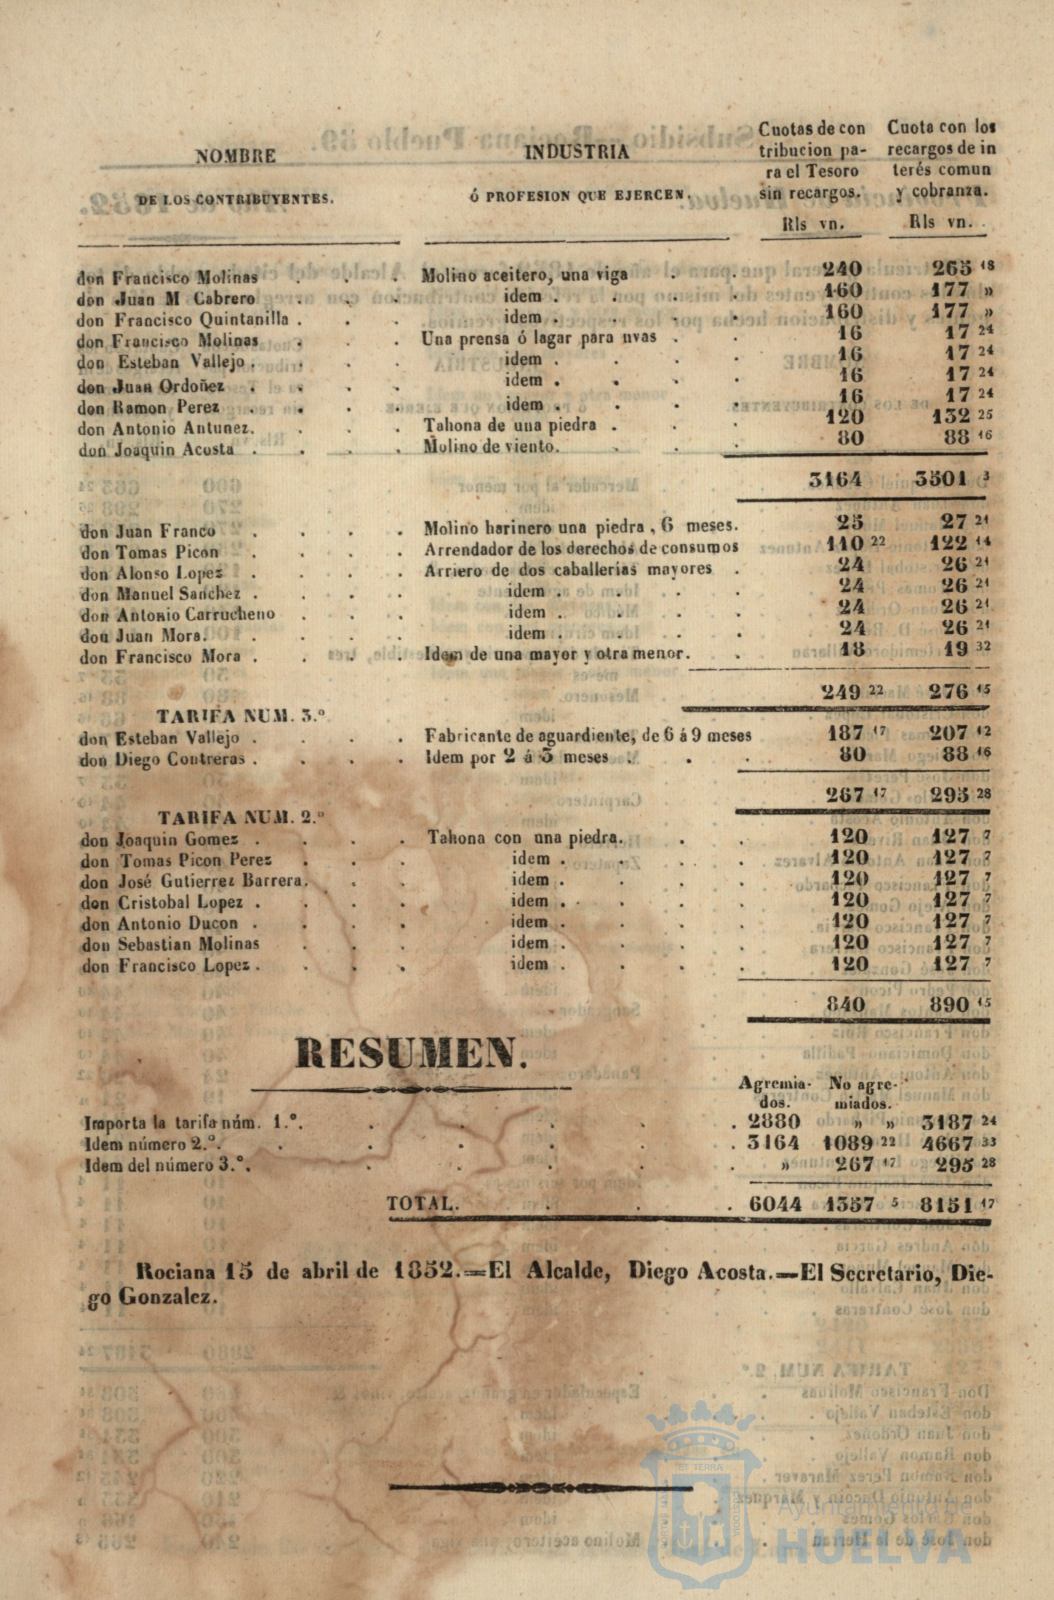 NOMBRE
DE LOS CONTRIBUYENTES.
INDUSTRIA
Ó PROFESION QUE EJERCEN.
Cuotas de con
tribucion pa-
ra el Tesoro
sin recargos.
Rls vn.
Cuota con los
recargos de in
terés comun
y cobranza.
Rls vn.
don Francisco Molinas . . . Molino aceitero, una viga . . 240 265 18
don Juan M Cabrero . . . idem . . . . 160 177 »
don Francisco Quintanilla . . . idem . . . . 160 177 »
don Francisco Molinas . . . Una prensa ó lagar para uvas . . 16 17 24
don Esteban Vallejo . . . . idem . . . . 16 17 24
don Juan Ordoñez . . . . idem . . . . 16 17 24
don Ramon Perez . . . . idem . . . . 16 17 24
don Antonio Antunez. . . . Tahona de una piedra . . . 120 132 25
don Joaquin Acosta . . . . Molino de viento. . . . 80 88 16
3164 3501 3
don Juan Franco . . . . Molino harinero una piedra, 6 meses. 25 27 21
don Tomas Picon . . . . Arrendador de los derechos de consumos 110 22 122 14
don Alonso Lopez . . . . Arriero de dos caballerias mayores . 24 26 21
don Manuel Sanchez . . . . idem . . . . 24 26 21
don Antonio Carrucheno . . . idem . . . . 24 26 21
don Juan Mora. . . . . idem . . . . 24 26 21
don Francisco Mora . . . . Idem de una mayor y otra menor. . 18 19 32
249 22 276 15
TARIFA NUM. 3.º
don Esteban Vallejo . . . . Fabricante de aguardiente, de 6 á 9 meses 187 17 207 12
don Diego Contreras . . . . Idem por 2 á 3 meses . . . 80 88 16
267 17 295 28
TARIFA NUM. 2.º
don Joaquin Gomez . . . . Tahona con una piedra. . . 120 127 7
don Tomas Picon Perez . . . idem . . . . 120 127 7
don José Gutierrez Barrera. . . idem . . . . 120 127 7
don Cristobal Lopez . . . . idem . . . . 120 127 7
don Antonio Ducon . . . . idem . . . . 120 127 7
don Sebastian Molinas . . . idem . . . . 120 127 7
don Francisco Lopez . . . . idem . . . . 120 127 7
840 890 15
RESUMEN.
Agremia- No agre-
dos. miados.
Importa la tarifa núm. 1.º. . . . . . 2880 » » 3187 24
Idem número 2.º. . . . . . 3164 1089 22 4667 33
Idem del número 3.º. . . . . » 267 17 295 28
TOTAL. . . . 6044 1357 5 8151 17
Rociana 15 de abril de 1852.=El Alcalde, Diego Acosta.=El Secretario, Die-
go Gonzalez.
Ayuntamiento de
HUELVA